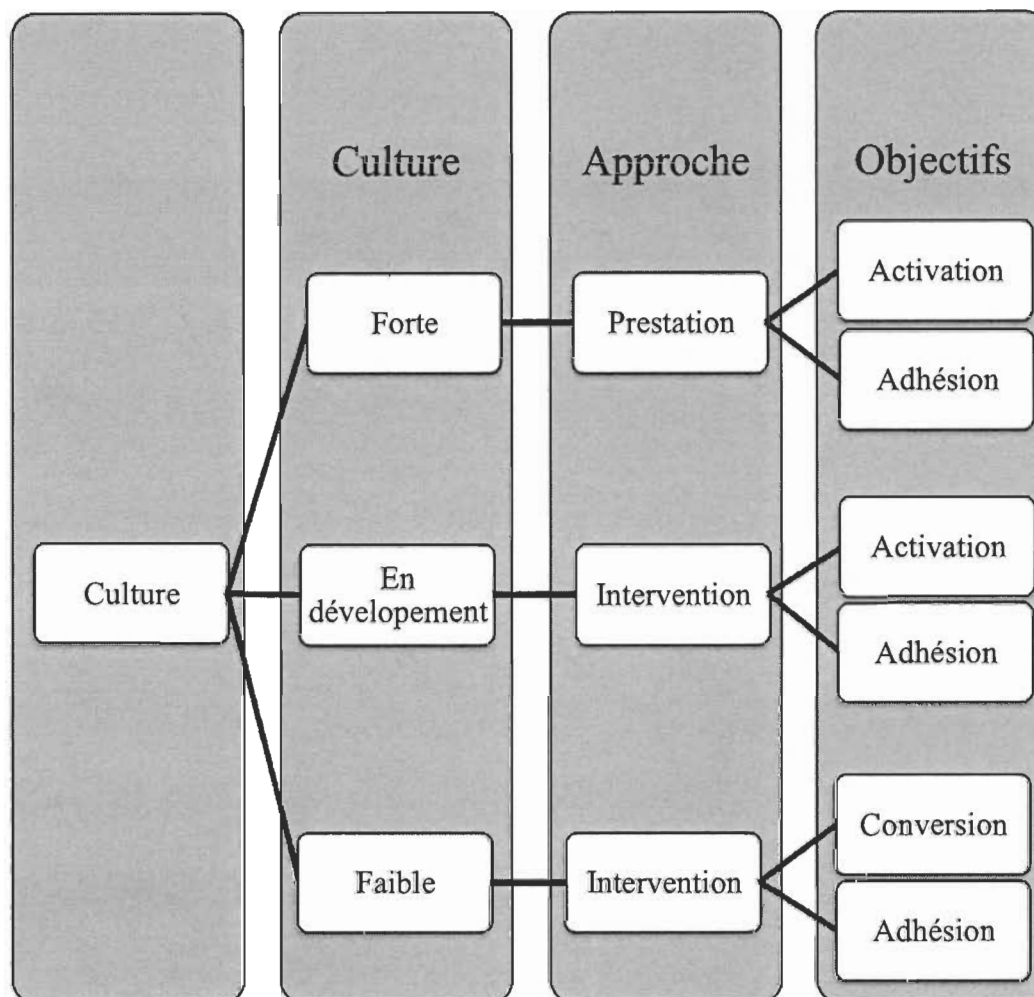 Culture
Approche
Objectifs
Activation
Forte
Prestation
Adhésion
Activation
Culture
En
dévelopement
Intervention
Adhésion
Conversion
Faible
Intervention
Adhésion